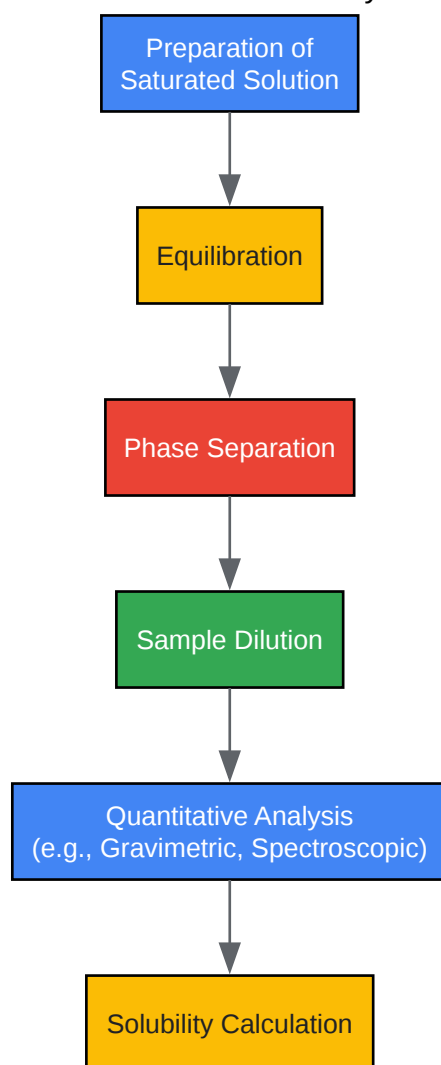 Preparation of
Saturated Solution
Equilibration
Phase Separation
Sample Dilution
Quantitative Analysis
(e.g., Gravimetric, Spectroscopic)
Solubility Calculation